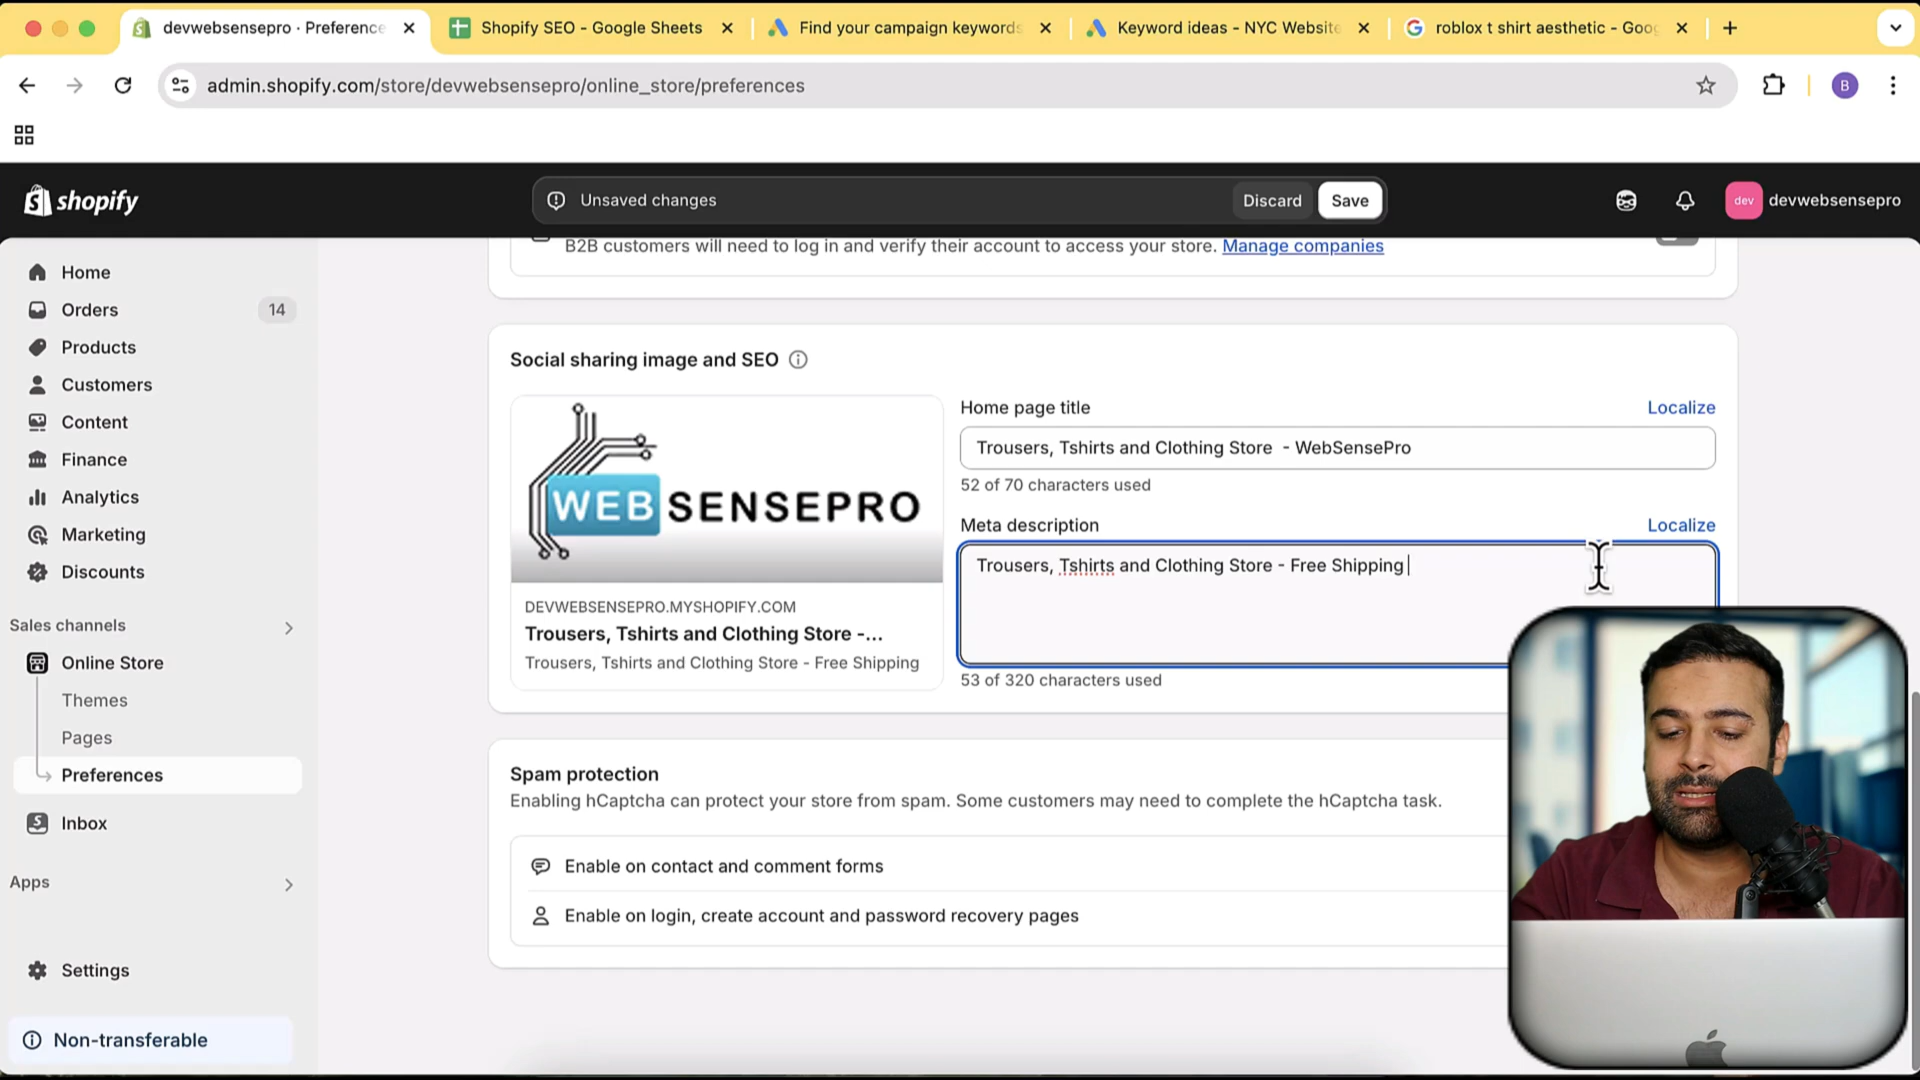 devwebsensepro · Preference
Shopify SEO - Google Sheets
Find your campaign keywords
Keyword ideas - NYC Website
roblox t shirt aesthetic - Goog
admin.shopify.com/store/devwebsensepro/online_store/preferences
B
shopify
Unsaved changes
Discard
Save
dev
devwebsensepro
Home
Orders
14
Products
Customers
Content
Finance
Analytics
Marketing
Discounts
Sales channels
Online Store
Themes
Pages
Preferences
Inbox
Apps
Settings
Non-transferable
B2B customers will need to log in and verify their account to access your store. Manage companies
Social sharing image and SEO
WEBSENSEPRO
DEVWEBSENSEPRO.MYSHOPIFY.COM
Trousers, Tshirts and Clothing Store -...
Trousers, Tshirts and Clothing Store - Free Shipping
Home page title
Localize
Trousers, Tshirts and Clothing Store  - WebSensePro
52 of 70 characters used
Meta description
Localize
Trousers, Tshirts and Clothing Store - Free Shipping
53 of 320 characters used
Spam protection
Enabling hCaptcha can protect your store from spam. Some customers may need to complete the hCaptcha task.
Enable on contact and comment forms
Enable on login, create account and password recovery pages